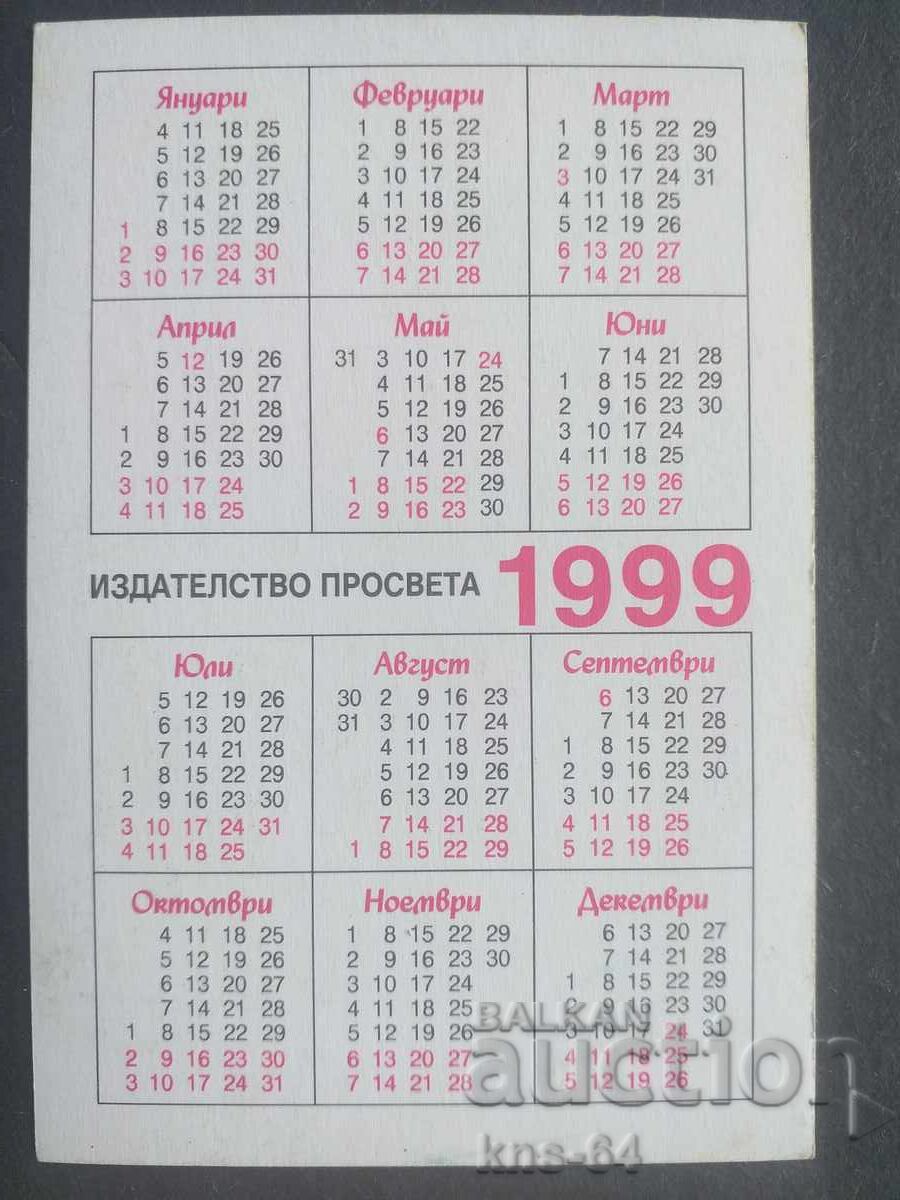 Януари Февруари Март
4 11 18 25 1 8 15 22 1 8 15 22 29
5 12 19 26 2 9 16 23 2 9 16 23 30
6 13 20 27 3 10 17 24 3 10 17 24 31
7 14 21 28 4 11 18 25 4 11 18 25
1 8 15 22 29 5 12 19 26 5 12 19 26
2 9 16 23 30 6 13 20 27 6 13 20 27
3 10 17 24 31 7 14 21 28 7 14 21 28
Април Май Юни
5 12 19 26 31 3 10 17 24 7 14 21 28
6 13 20 27 4 11 18 25 1 8 15 22 29
7 14 21 28 5 12 19 26 2 9 16 23 30
1 8 15 22 29 6 13 20 27 3 10 17 24
2 9 16 23 30 7 14 21 28 4 11 18 25
3 10 17 24 1 8 15 22 29 5 12 19 26
4 11 18 25 2 9 16 23 30 6 13 20 27
ИЗДАТЕЛСТВО ПРОСВЕТА 1999
Юли Август Септември
5 12 19 26 30 2 9 16 23 6 13 20 27
6 13 20 27 31 3 10 17 24 7 14 21 28
7 14 21 28 4 11 18 25 1 8 15 22 29
1 8 15 22 29 5 12 19 26 2 9 16 23 30
2 9 16 23 30 6 13 20 27 3 10 17 24
3 10 17 24 31 7 14 21 28 4 11 18 25
4 11 18 25 1 8 15 22 29 5 12 19 26
Октомври Ноември Декември
4 11 18 25 1 8 15 22 29 6 13 20 27
5 12 19 26 2 9 16 23 30 7 14 21 28
6 13 20 27 3 10 17 24 1 8 15 22 29
7 14 21 28 4 11 18 25 2 9 16 23 30
1 8 15 22 29 5 12 19 26 3 10 17 24 31
2 9 16 23 30 6 13 20 27 4 11 18 25
3 10 17 24 31 7 14 21 28 5 12 19 26
BALKAN
auction
kns-64